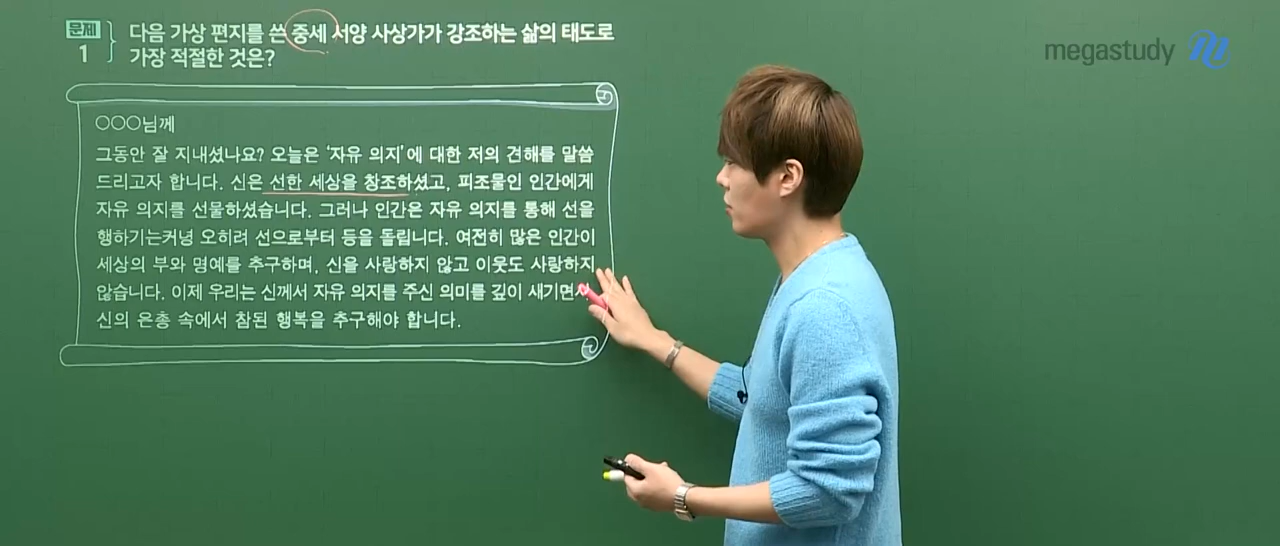 문제
1
다음 가상 편지를 쓴 중세 서양 사상가가 강조하는 삶의 태도로
가장 적절한 것은?
megastudy
○○○님께
그동안 잘 지내셨나요? 오늘은 '자유 의지'에 대한 저의 견해를 말씀
드리고자 합니다. 신은 선한 세상을 창조하셨고, 피조물인 인간에게
자유 의지를 선물하셨습니다. 그러나 인간은 자유 의지를 통해 선을
행하기는커녕 오히려 선으로부터 등을 돌립니다. 여전히 많은 인간이
세상의 부와 명예를 추구하며, 신을 사랑하지 않고 이웃도 사랑하지
않습니다. 이제 우리는 신께서 자유 의지를 주신 의미를 깊이 새기면서
신의 은총 속에서 참된 행복을 추구해야 합니다.